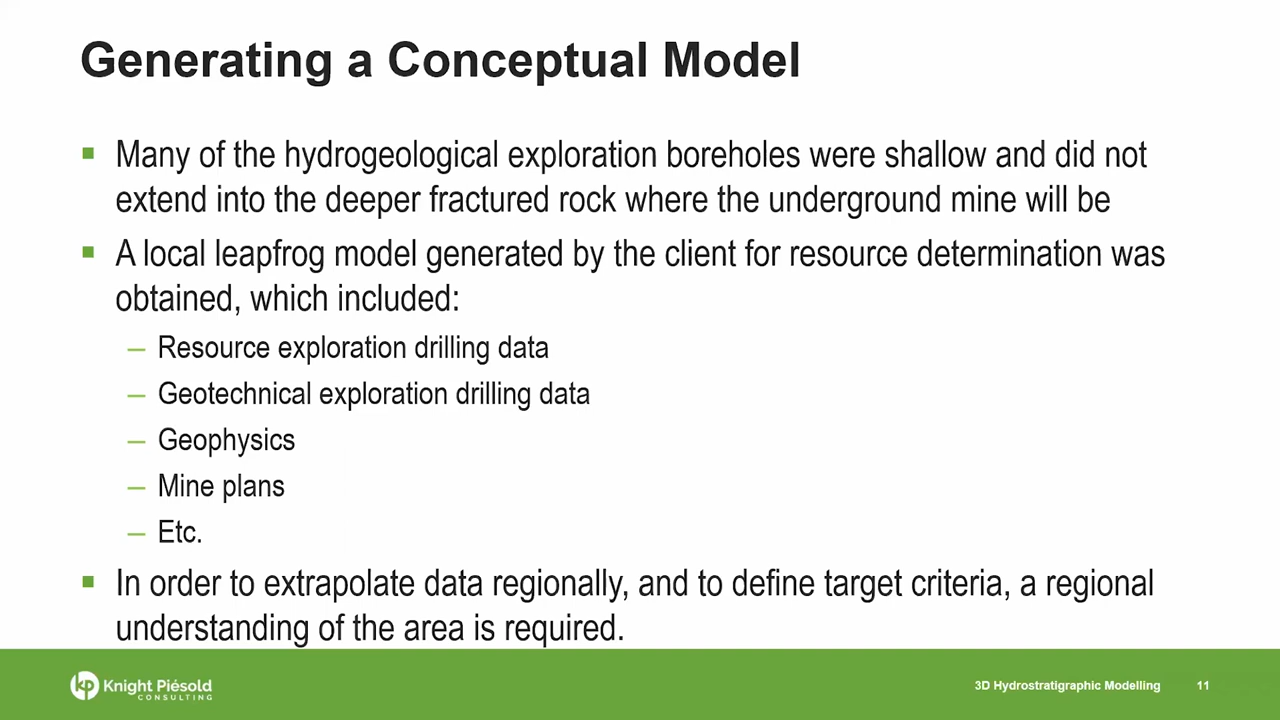 Generating a Conceptual Model
▪ Many of the hydrogeological exploration boreholes were shallow and did not
extend into the deeper fractured rock where the underground mine will be
▪ A local leapfrog model generated by the client for resource determination was
obtained, which included:
– Resource exploration drilling data
– Geotechnical exploration drilling data
– Geophysics
– Mine plans
– Etc.
▪ In order to extrapolate data regionally, and to define target criteria, a regional
understanding of the area is required.
kp Knight Piésold
CONSULTING
3D Hydrostratigraphic Modelling 11